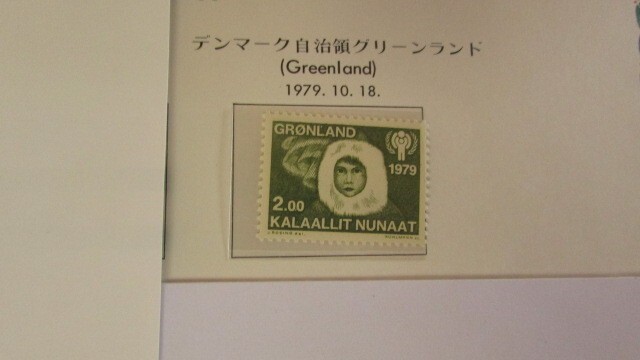 デンマーク自治領グリーンランド
(Greenland)
1979. 10. 18.
GRØNLAND
1979
2.00
KALAALLIT NUNAAT